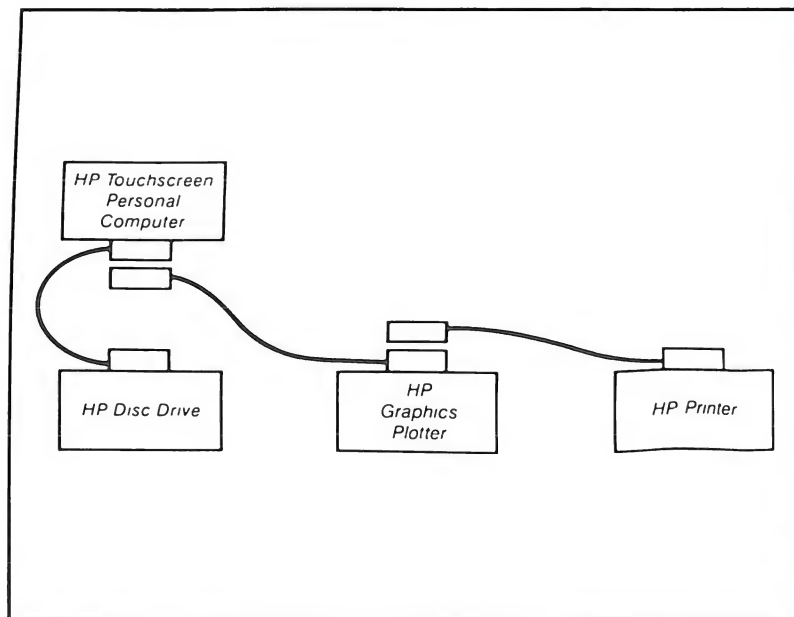 HP Touchscreen
Personal
Computer
HP Disc Drive
HP
Graphics
Plotter
HP Printer